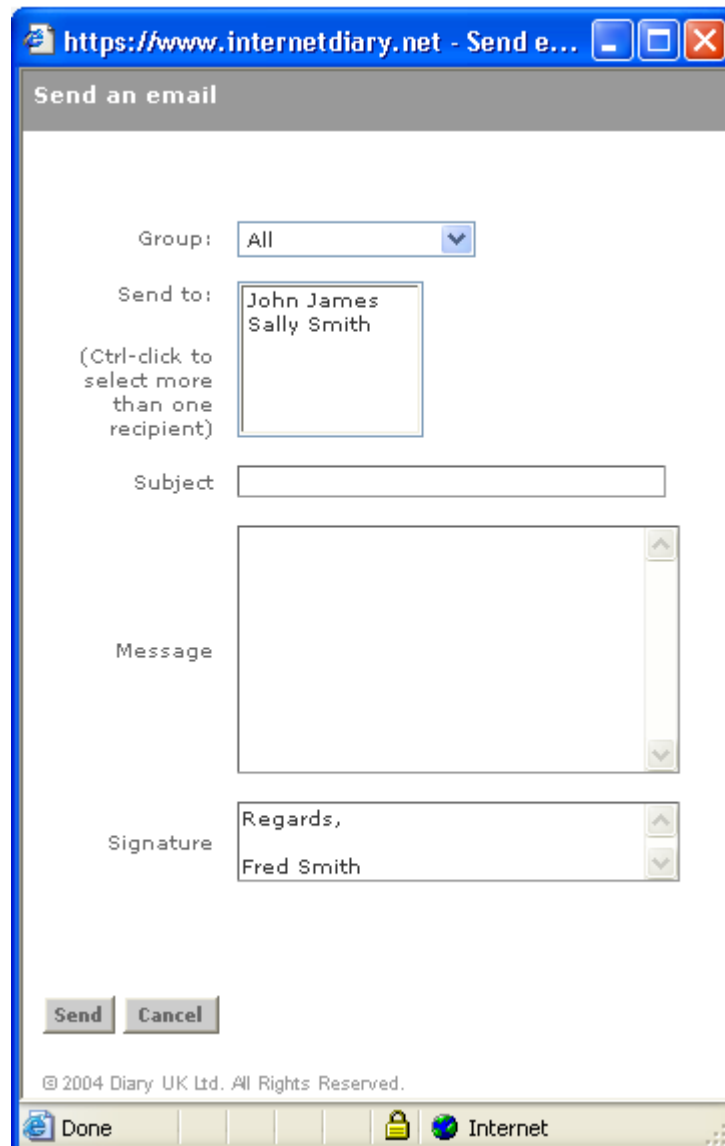 https://www.internetdiary.net - Send e...
Send an email
Group:
All
Send to:
John James
Sally Smith
(Ctrl-click to
select more
than one
recipient)
Subject
Message
Signature
Regards,
Fred Smith
Send
Cancel
© 2004 Diary UK Ltd. All Rights Reserved.
Done
Internet